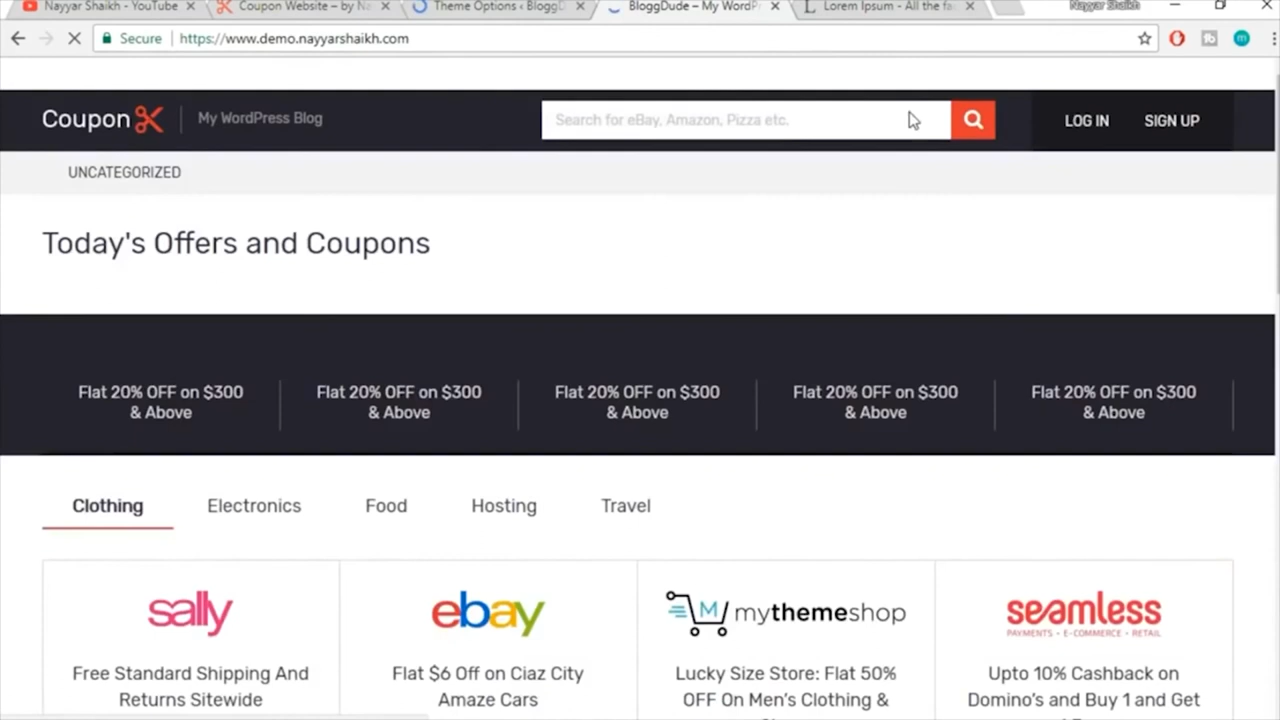 Nayyar Shaikh - YouTube
Coupon Website – by Na
Theme Options ‹ BloggD
BloggDude – My WordPr
Lorem Ipsum - All the fa
Nayyar Shaikh
Secure
https://www.demo.nayyarshaikh.com
Coupon
My WordPress Blog
Search for eBay, Amazon, Pizza etc.
LOG IN
SIGN UP
UNCATEGORIZED
Today's Offers and Coupons
Flat 20% OFF on $300
& Above
Flat 20% OFF on $300
& Above
Flat 20% OFF on $300
& Above
Flat 20% OFF on $300
& Above
Flat 20% OFF on $300
& Above
Clothing
Electronics
Food
Hosting
Travel
sally
Free Standard Shipping And
Returns Sitewide
ebay
Flat $6 Off on Ciaz City
Amaze Cars
M mythemeshop
Lucky Size Store: Flat 50%
OFF On Men's Clothing &
seamless
PAYMENTS - E-COMMERCE - RETAIL
Upto 10% Cashback on
Domino's and Buy 1 and Get